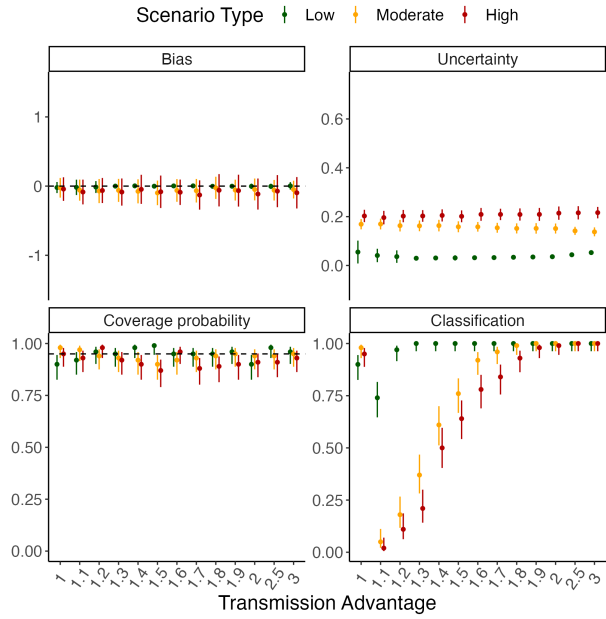 Scenario Type Low Moderate High
Bias Uncertainty
1
0
-1
0.6
0.4
0.2
0.0
Coverage probability Classification
1.00
0.75
0.50
0.25
0.00
1.00
0.75
0.50
0.25
0.00
1 1.1 1.2 1.3 1.4 1.5 1.6 1.7 1.8 1.9 2 2.5 3
1 1.1 1.2 1.3 1.4 1.5 1.6 1.7 1.8 1.9 2 2.5 3
Transmission Advantage